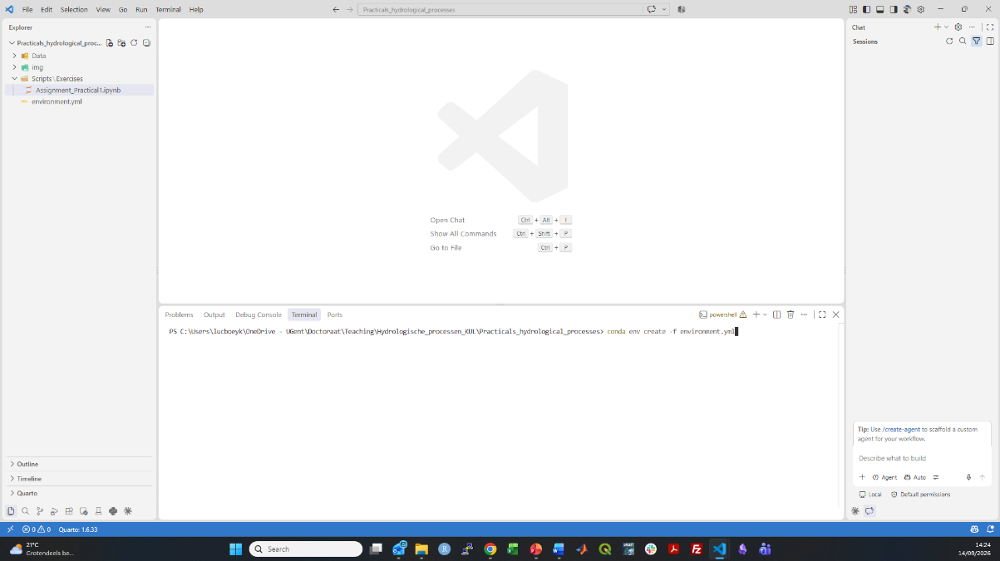 File Edit Selection View Go Run Terminal Help
Practicals_hydrological_processes
Explorer
Practicals_hydrological_proc...
Data
img
Scripts \ Exercises
Assignment_Practical1.ipynb
environment.yml
Outline
Timeline
Quarto
Open Chat Ctrl + Alt + I
Show All Commands Ctrl + Shift + P
Go to File Ctrl + P
Problems Output Debug Console Terminal Ports
powershell
PS C:\Users\lucboeyk\OneDrive - UGent\Doctoraat\Teaching\Hydrologische_processen_KUL\Practicals_hydrological_processes> conda env create -f environment.yml
Chat
Sessions
Tip: Use /create-agent to scaffold a custom
agent for your workflow.
Describe what to build
Agent Auto
Local Default permissions
0 0 Quarto: 1.6.33
21°C
Grotendeels be...
Search
14:24
14/09/2026